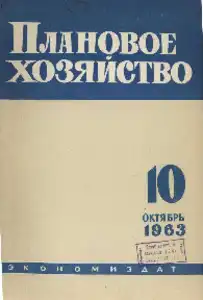 ПЛАНОВОЕ
ХОЗЯЙСТВО
10
ОКТЯБРЬ
1963
ЭКОНОМИЗДАТ